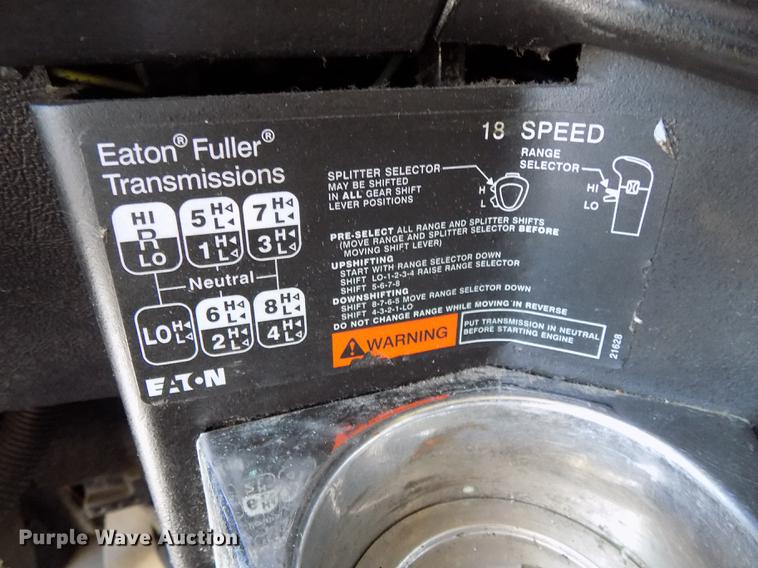 Eaton® Fuller®
Transmissions
18 SPEED
SPLITTER SELECTOR
MAY BE SHIFTED
IN ALL GEAR SHIFT
LEVER POSITIONS
H
L
RANGE
SELECTOR
HI
LO
HI
R
LO
5 H
L
1 H
L
7 H
L
3 H
L
Neutral
LO H
L
6 H
L
2 H
L
8 H
L
4 H
L
PRE-SELECT ALL RANGE AND SPLITTER SHIFTS
(MOVE RANGE AND SPLITTER SELECTOR BEFORE
MOVING SHIFT LEVER)
UPSHIFTING
START WITH RANGE SELECTOR DOWN
SHIFT LO-1-2-3-4 RAISE RANGE SELECTOR
SHIFT 5-6-7-8
DOWNSHIFTING
SHIFT 8-7-6-5 MOVE RANGE SELECTOR DOWN
SHIFT 4-3-2-1-LO
DO NOT CHANGE RANGE WHILE MOVING IN REVERSE
WARNING
PUT TRANSMISSION IN NEUTRAL
BEFORE STARTING ENGINE
21628
EATON
Purple Wave Auction